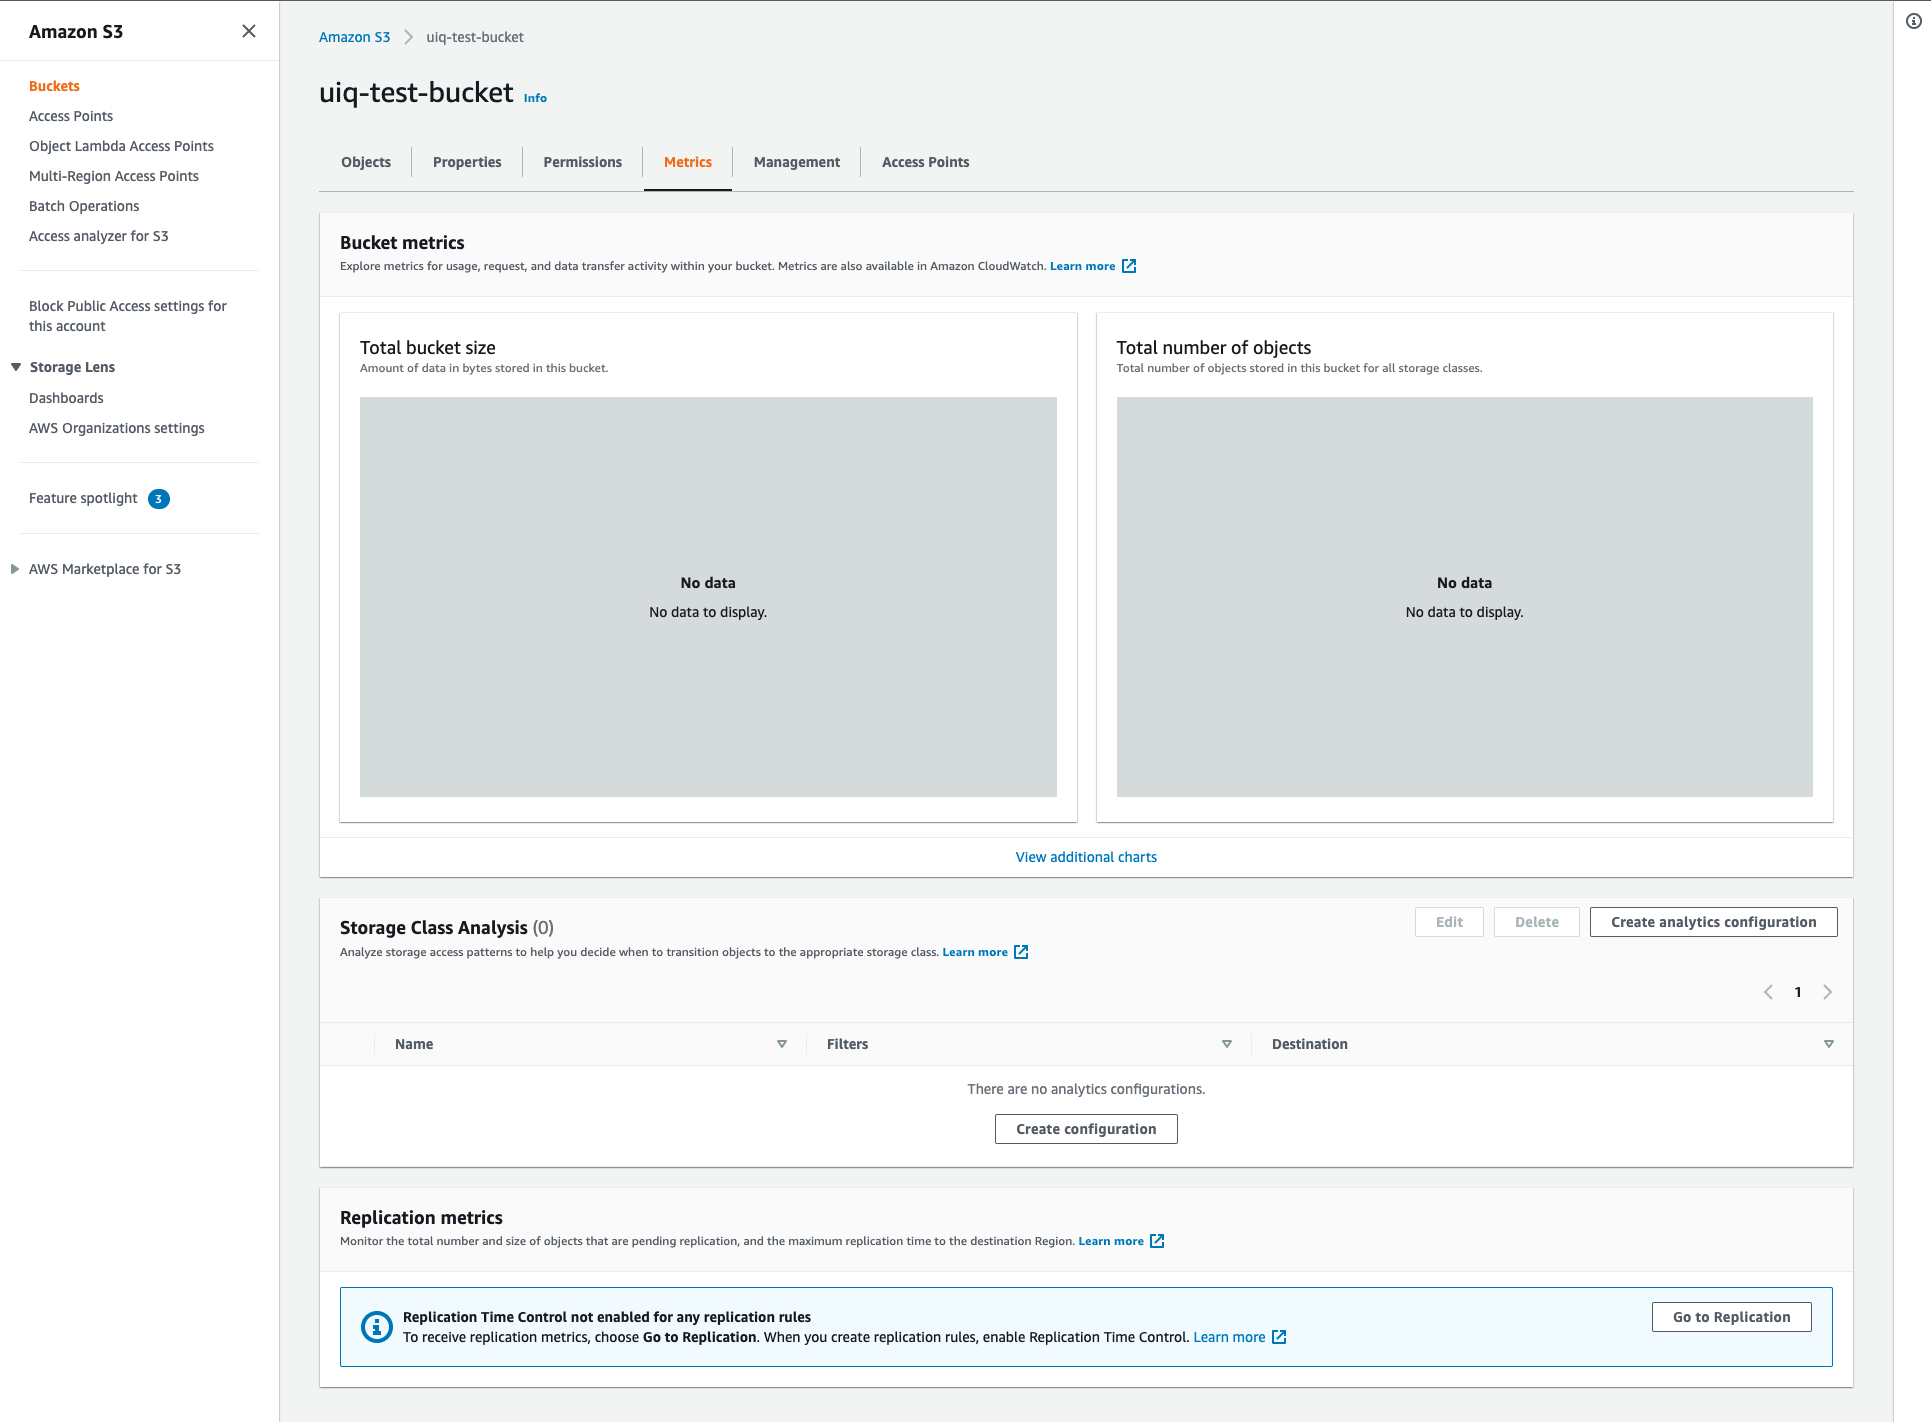 Amazon S3
Buckets
Access Points
Object Lambda Access Points
Multi-Region Access Points
Batch Operations
Access analyzer for S3
Block Public Access settings for
this account
Storage Lens
Dashboards
AWS Organizations settings
Feature spotlight 3
AWS Marketplace for S3
Amazon S3 uiq-test-bucket
uiq-test-bucket Info
Objects Properties Permissions Metrics Management Access Points
Bucket metrics
Explore metrics for usage, request, and data transfer activity within your bucket. Metrics are also available in Amazon CloudWatch. Learn more
Total bucket size
Amount of data in bytes stored in this bucket.
No data
No data to display.
Total number of objects
Total number of objects stored in this bucket for all storage classes.
No data
No data to display.
View additional charts
Storage Class Analysis (0)
Edit Delete Create analytics configuration
Analyze storage access patterns to help you decide when to transition objects to the appropriate storage class. Learn more
1
Name Filters Destination
There are no analytics configurations.
Create configuration
Replication metrics
Monitor the total number and size of objects that are pending replication, and the maximum replication time to the destination Region. Learn more
Replication Time Control not enabled for any replication rules
To receive replication metrics, choose Go to Replication. When you create replication rules, enable Replication Time Control. Learn more
Go to Replication